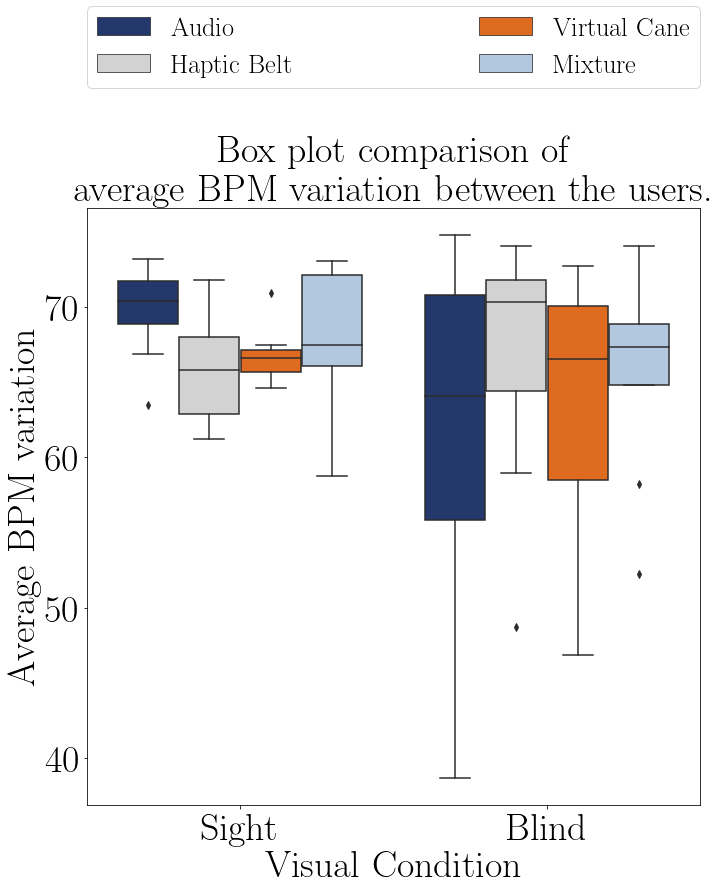 Audio
Haptic Belt
Virtual Cane
Mixture
Box plot comparison of
average BPM variation between the users.
Average BPM variation
70
60
50
40
Sight
Blind
Visual Condition